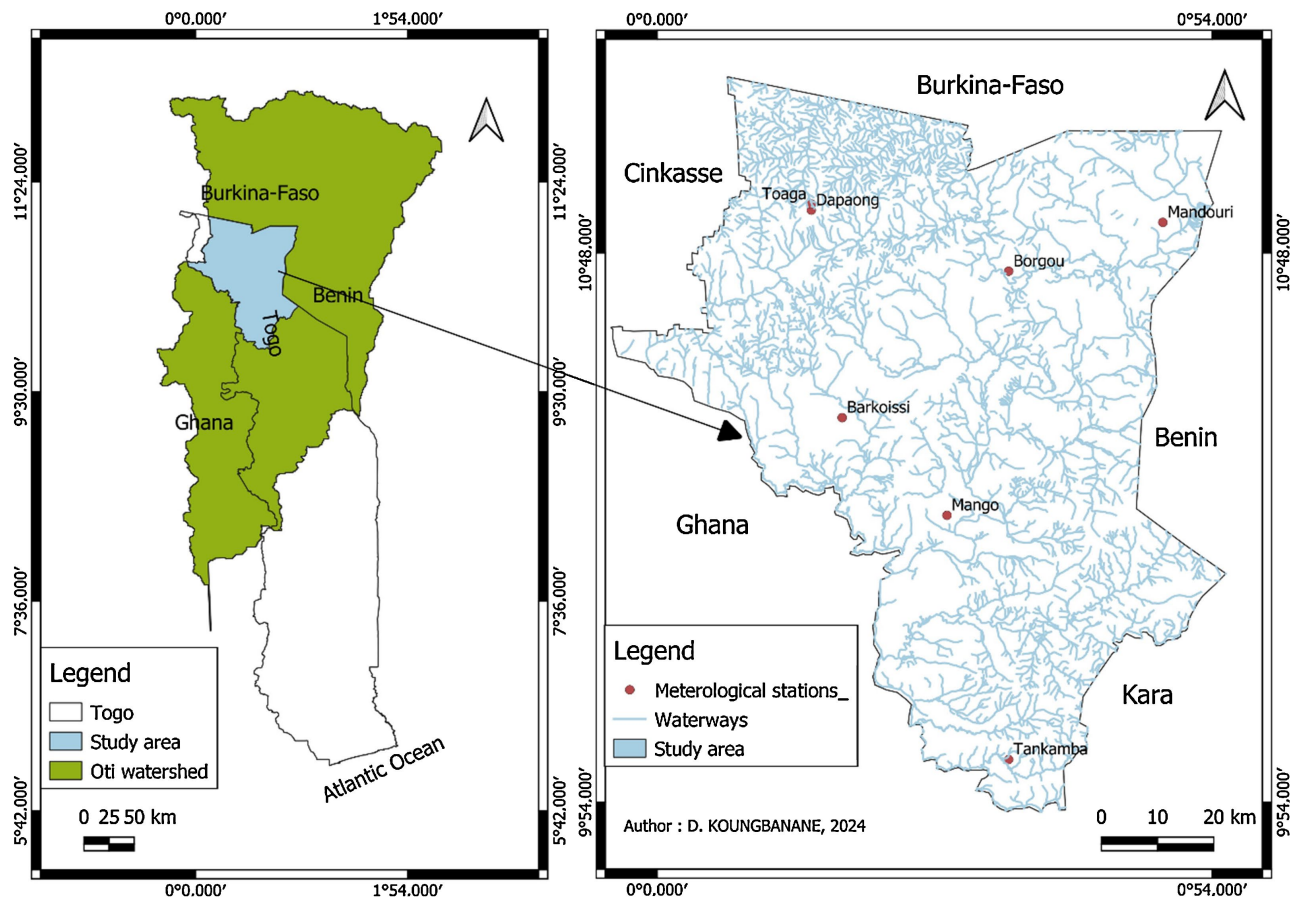 0°0.000′
1°54.000′
11°24.000′
9°30.000′
7°36.000′
5°42.000′
11°24.000′
9°30.000′
7°36.000′
5°42.000′
Burkina-Faso
Benin
Togo
Ghana
Atlantic Ocean
Legend
Togo
Study area
Oti watershed
0 25 50 km
0°0.000′
1°54.000′
0°0.000′
0°54.000′
10°48.000′
9°54.000′
10°48.000′
9°54.000′
Burkina-Faso
Cinkasse
Toaga
Dapaong
Mandouri
Borgou
Barkoissi
Benin
Mango
Ghana
Kara
Tankamba
Legend
Meterological stations_
Waterways
Study area
Author : D. KOUNGBANANE, 2024
0 10 20 km
0°0.000′
0°54.000′